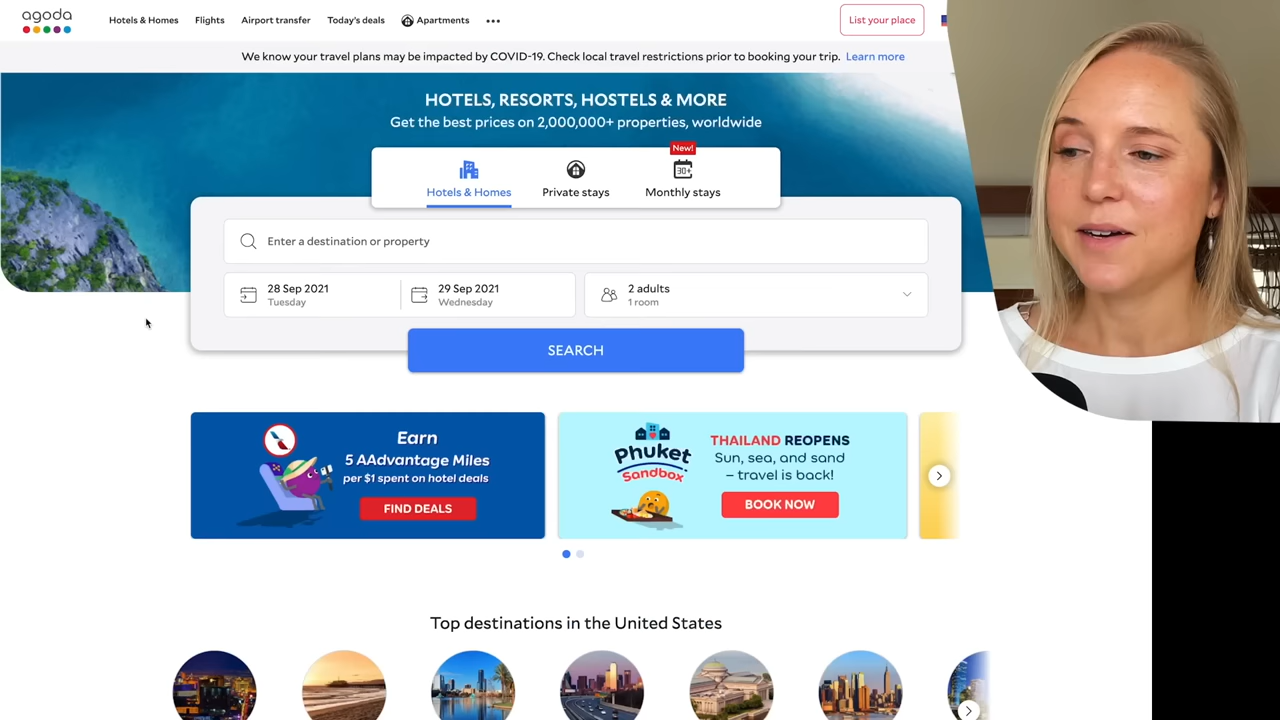 agoda
Hotels & Homes
Flights
Airport transfer
Today's deals
Apartments
List your place
We know your travel plans may be impacted by COVID-19. Check local travel restrictions prior to booking your trip. Learn more
HOTELS, RESORTS, HOSTELS & MORE
Get the best prices on 2,000,000+ properties, worldwide
New!
30+
Hotels & Homes
Private stays
Monthly stays
Enter a destination or property
28 Sep 2021
Tuesday
29 Sep 2021
Wednesday
2 adults
1 room
SEARCH
Earn
5 AAdvantage Miles
per $1 spent on hotel deals
FIND DEALS
Phuket
Sandbox
THAILAND REOPENS
Sun, sea, and sand
– travel is back!
BOOK NOW
Top destinations in the United States